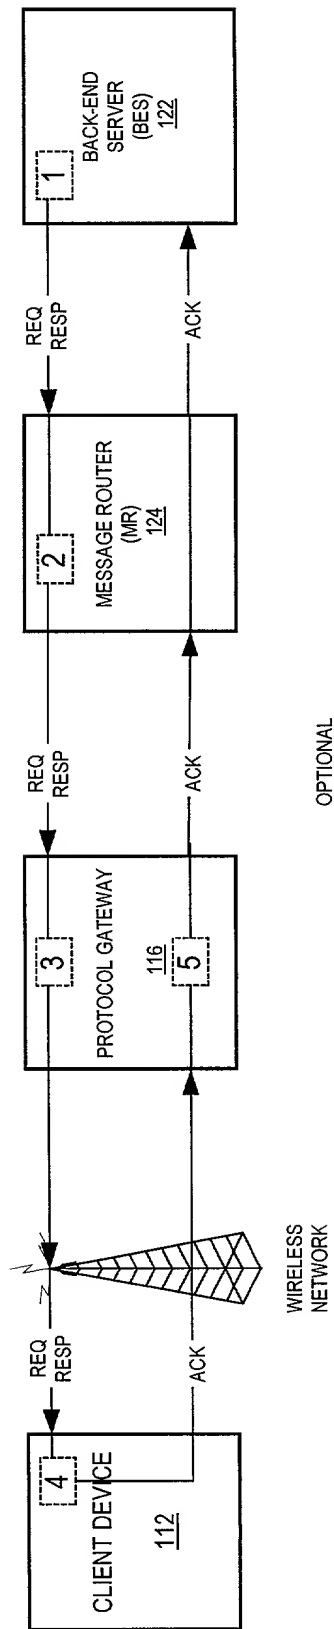 CLIENT DEVICE
112
4
REQ
RESP
ACK
WIRELESS
NETWORK
PROTOCOL GATEWAY
116
3
5
REQ
RESP
ACK
OPTIONAL
MESSAGE ROUTER
(MR)
124
2
REQ
RESP
ACK
BACK-END
SERVER
(BES)
122
1